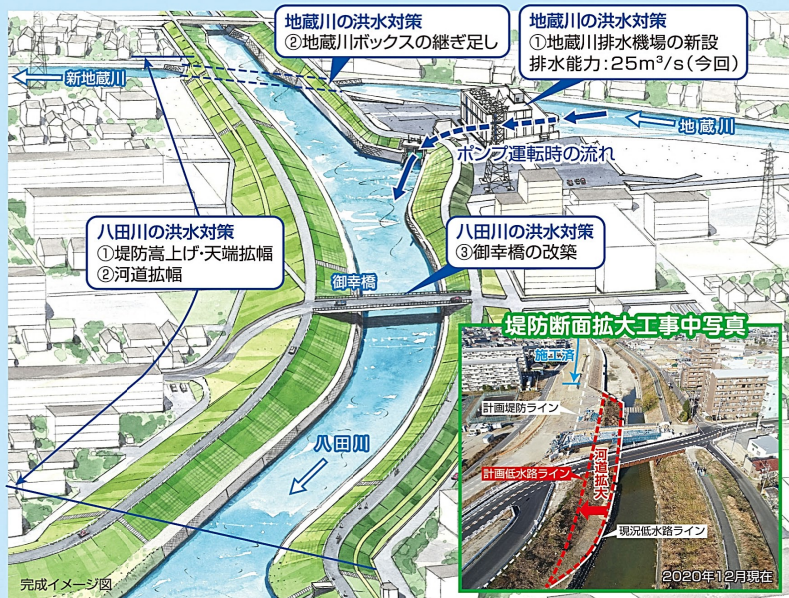 地蔵川の洪水対策
②地蔵川ボックスの継ぎ足し
地蔵川の洪水対策
①地蔵川排水機場の新設
排水能力:25m³/s(今回)
新地蔵川
地蔵川
ポンプ運転時の流れ
八田川の洪水対策
①堤防嵩上げ・天端拡幅
②河道拡幅
八田川の洪水対策
③御幸橋の改築
御幸橋
八田川
完成イメージ図
堤防断面拡大工事中写真
施工済
計画堤防ライン
計画低水路ライン
河道拡大
現況低水路ライン
2020年12月現在